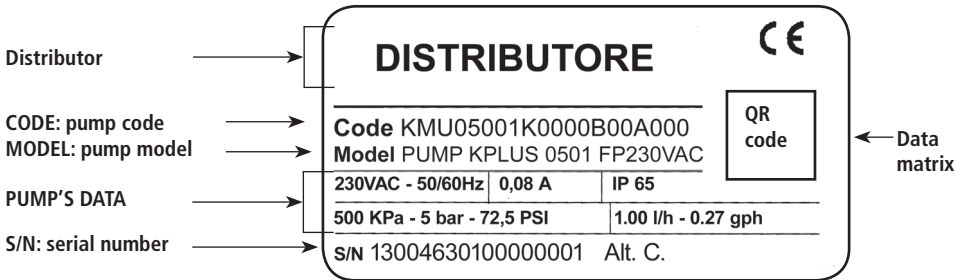 Distributor
DISTRIBUTORE
CE
CODE: pump code
Code KMU05001K0000B00A000
QR
code
Data
matrix
MODEL: pump model
Model PUMP KPLUS 0501 FP230VAC
PUMP'S DATA
230VAC - 50/60Hz 0,08 A IP 65
500 KPa - 5 bar - 72,5 PSI 1.00 l/h - 0.27 gph
S/N: serial number
S/N 13004630100000001 Alt. C.